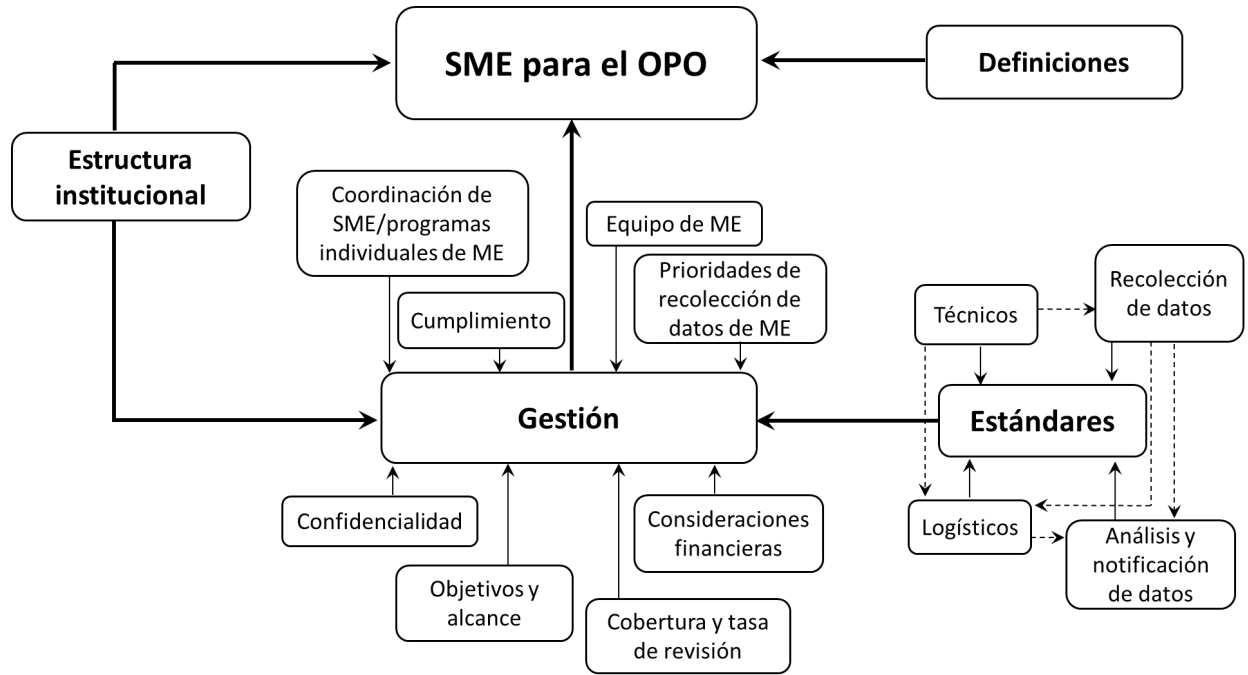 SME para el OPO
Definiciones
Estructura
institucional
Coordinación de
SME/programas
individuales de ME
Equipo de ME
Prioridades de
recolección de
datos de ME
Cumplimiento
Técnicos
Recolección
de datos
Gestión
Estándares
Confidencialidad
Objetivos y
alcance
Cobertura y tasa
de revisión
Consideraciones
financieras
Logísticos
Análisis y
notificación
de datos